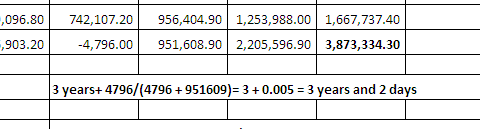 ,096.80 742,107.20 956,404.90 1,253,988.00 1,667,737.40
,903.20 -4,796.00 951,608.90 2,205,596.90 3,873,334.30
3 years+ 4796/(4796 + 951609)= 3 + 0.005 = 3 years and 2 days